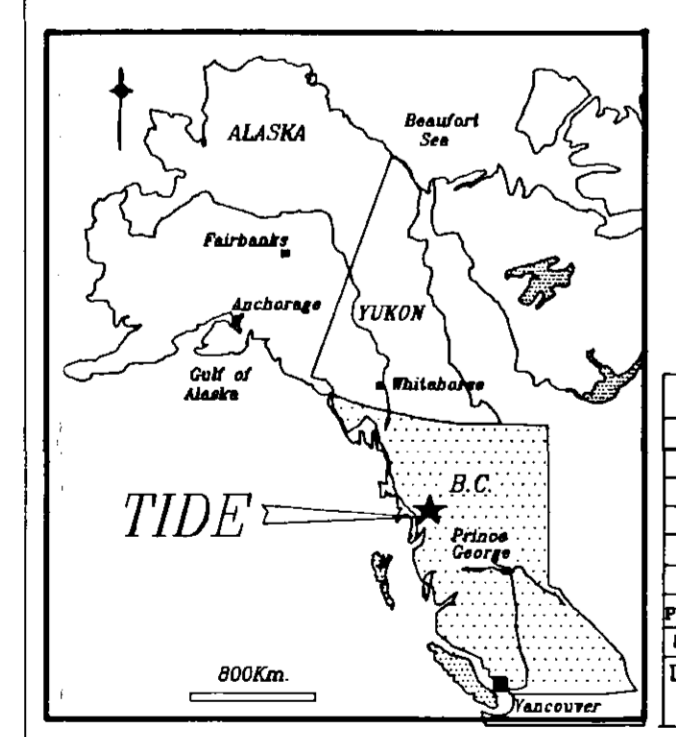 ALASKA
Beaufort
Sea
Fairbanks
Anchorage
YUKON
Gulf of
Alaska
Whitehorse
TIDE
B.C.
Prince
George
800Km.
Vancouver